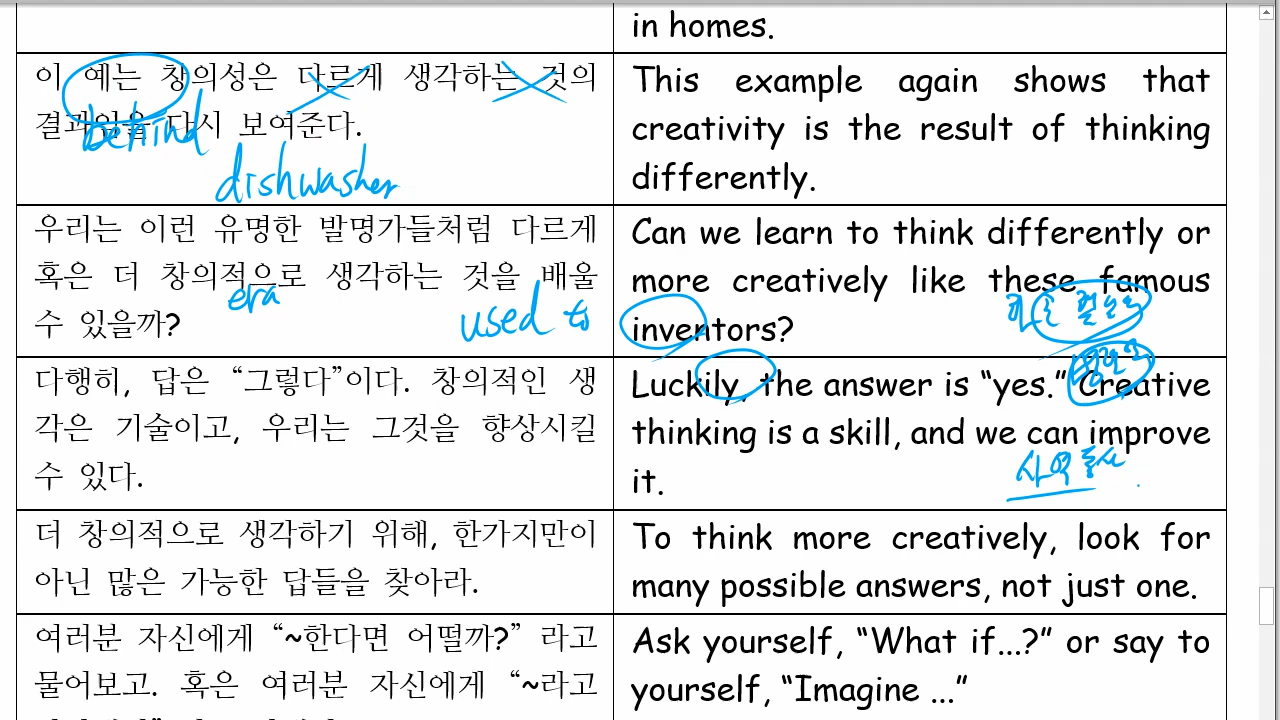 in homes.
이 예는 창의성은 다르게 생각하는 것의
결과임을 다시 보여준다.
behind
dishwasher
This example again shows that
creativity is the result of thinking
differently.
우리는 이런 유명한 발명가들처럼 다르게
혹은 더 창의적으로 생각하는 것을 배울
수 있을까?
era
used to
Can we learn to think differently or
more creatively like these famous
inventors?
다행히, 답은 “그렇다”이다. 창의적인 생
각은 기술이고, 우리는 그것을 향상시킬
수 있다.
Luckily, the answer is “yes.” Creative
thinking is a skill, and we can improve
it.
사역동사
더 창의적으로 생각하기 위해, 한가지만이
아닌 많은 가능한 답들을 찾아라.
To think more creatively, look for
many possible answers, not just one.
여러분 자신에게 “~한다면 어떨까?” 라고
물어보고. 혹은 여러분 자신에게 “~라고
Ask yourself, “What if...?” or say to
yourself, “Imagine ...”